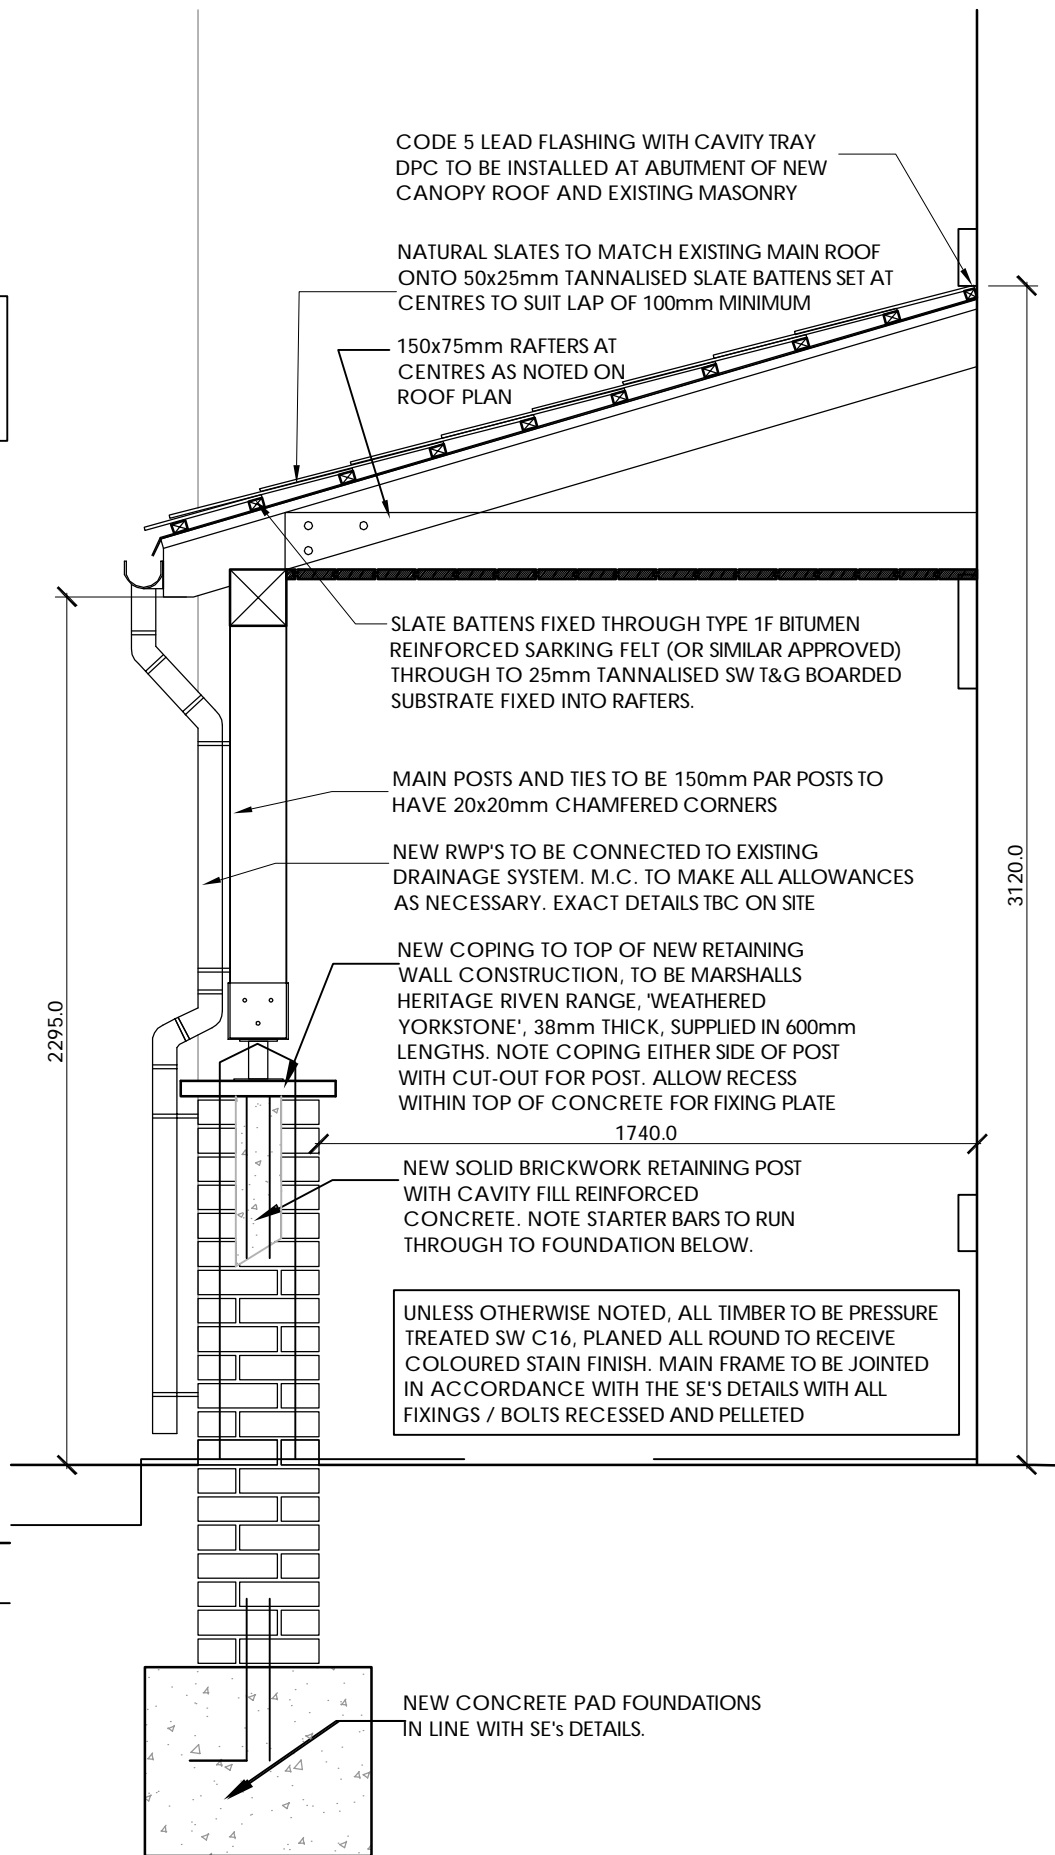 CODE 5 LEAD FLASHING WITH CAVITY TRAY
DPC TO BE INSTALLED AT ABUTMENT OF NEW
CANOPY ROOF AND EXISTING MASONRY
NATURAL SLATES TO MATCH EXISTING MAIN ROOF
ONTO 50x25mm TANNALISED SLATE BATTENS SET AT
CENTRES TO SUIT LAP OF 100mm MINIMUM
150x75mm RAFTERS AT
CENTRES AS NOTED ON
ROOF PLAN
SLATE BATTENS FIXED THROUGH TYPE 1F BITUMEN
REINFORCED SARKING FELT (OR SIMILAR APPROVED)
THROUGH TO 25mm TANNALISED SW T&G BOARDED
SUBSTRATE FIXED INTO RAFTERS.
MAIN POSTS AND TIES TO BE 150mm PAR POSTS TO
HAVE 20x20mm CHAMFERED CORNERS
NEW RWP'S TO BE CONNECTED TO EXISTING
DRAINAGE SYSTEM. M.C. TO MAKE ALL ALLOWANCES
AS NECESSARY. EXACT DETAILS TBC ON SITE
3120.0
NEW COPING TO TOP OF NEW RETAINING
WALL CONSTRUCTION, TO BE MARSHALLS
HERITAGE RIVEN RANGE, 'WEATHERED
YORKSTONE', 38mm THICK, SUPPLIED IN 600mm
LENGTHS. NOTE COPING EITHER SIDE OF POST
WITH CUT-OUT FOR POST. ALLOW RECESS
WITHIN TOP OF CONCRETE FOR FIXING PLATE
2295.0
1740.0
NEW SOLID BRICKWORK RETAINING POST
WITH CAVITY FILL REINFORCED
CONCRETE. NOTE STARTER BARS TO RUN
THROUGH TO FOUNDATION BELOW.
UNLESS OTHERWISE NOTED, ALL TIMBER TO BE PRESSURE
TREATED SW C16, PLANED ALL ROUND TO RECEIVE
COLOURED STAIN FINISH. MAIN FRAME TO BE JOINTED
IN ACCORDANCE WITH THE SE'S DETAILS WITH ALL
FIXINGS / BOLTS RECESSED AND PELLETED
NEW CONCRETE PAD FOUNDATIONS
IN LINE WITH SE's DETAILS.